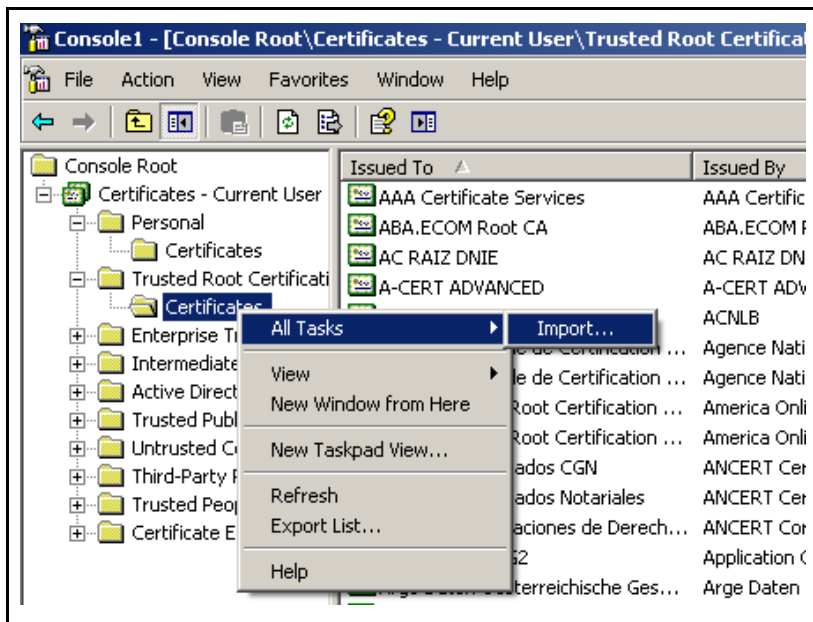 Console1 - [Console Root\Certificates - Current User\Trusted Root Certificat
File Action View Favorites Window Help
Console Root
Certificates - Current User
Personal
Certificates
Trusted Root Certificati
Certificates
Enterprise
Intermediate
Active Direct
Trusted Publ
Untrusted
Third-Party
Trusted Peo
Certificate E
All Tasks
Import...
View
New Window from Here
New Taskpad View...
Refresh
Export List...
Help
Issued To Issued By
AAA Certificate Services AAA Certific
ABA.ECOM Root CA ABA.ECOM
AC RAIZ DNIE AC RAIZ DN
A-CERT ADVANCED A-CERT ADV
ACNLB
de Certification ... Agence Nati
le de Certification ... Agence Nati
Root Certification ... America Onli
Root Certification ... America Onli
ados CGN ANCERT Cer
ados Notariales ANCERT Cer
aciones de Derech... ANCERT Cor
G2 Application
terreichische Ges... Arge Daten